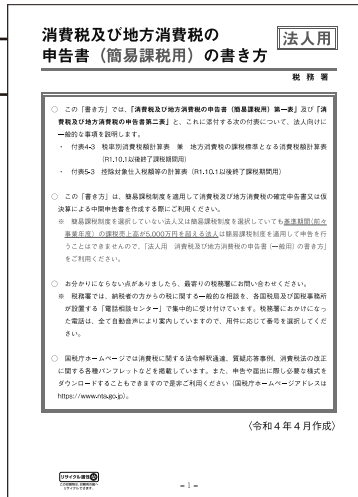 消費税及び地方消費税の
申告書（簡易課税用）の書き方
法人用
税務署
○ この「書き方」では、「消費税及び地方消費税の申告書（簡易課税用）第一表」及び「消
費税及び地方消費税の申告書第二表」と、これに添付する次の付表について、法人向けに
一般的な事項を説明します。
・ 付表4-3 税率別消費税額計算表 兼 地方消費税の課税標準となる消費税額計算表
（R1.10.1以後終了課税期間用）
・ 付表5-3 控除対象仕入税額等の計算表（R1.10.1以後終了課税期間用）
○ この「書き方」は、簡易課税制度を適用して消費税及び地方消費税の確定申告書又は仮
決算による中間申告書を作成する際にご利用ください。
※ 簡易課税制度を選択していない法人又は簡易課税制度を選択していても基準期間（前々
事業年度）の課税売上高が5,000万円を超える法人は簡易課税制度を適用して申告を行
うことはできませんので、「法人用 消費税及び地方消費税の申告書（一般用）の書き方」
をご利用ください。
○ お分かりにならない点がありましたら、最寄りの税務署にお問い合わせください。
※ 税務署では、納税者の方からの税に関する一般的な相談を、各国税局及び国税事務所
が設置する「電話相談センター」で集中的に受け付けています。税務署におかけになっ
た電話は、全て自動音声により案内していますので、用件に応じて番号を選択してくだ
さい。
○ 国税庁ホームページでは消費税に関する法令解釈通達、質疑応答事例、消費税法の改正
に関する各種パンフレットなどを掲載しています。また、申告や届出に際し必要な様式を
ダウンロードすることもできますので是非ご利用ください（国税庁ホームページアドレスは
https://www.nta.go.jp）。
（令和4年4月作成）
リサイクル適性Ⓐ
この印刷物は、印刷用の紙へ
リサイクルできます。
－1－